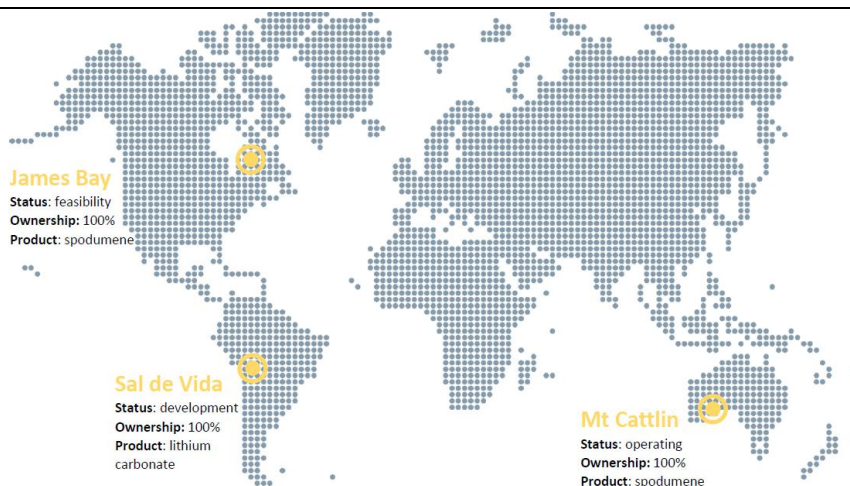 James Bay
Status: feasibility
Ownership: 100%
Product: spodumene
Sal de Vida
Status: development
Ownership: 100%
Product: lithium
carbonate
Mt Cattlin
Status: operating
Ownership: 100%
Product: spodumene